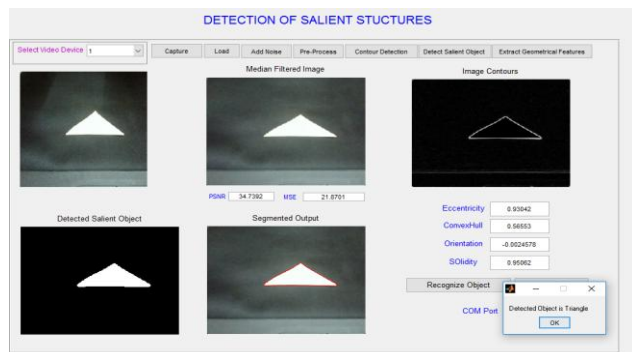 DETECTION OF SALIENT STUCTURES
Select Video Device 1 Capture Load Add Noise Pre-Process Contour Detection Detect Salient Object Extract Geometrical Features
Median Filtered Image
Image Contours
PSNR 34.7392 MSE 21.8701
Detected Salient Object
Segmented Output
Eccentricity 0.93042
ConvexHull 0.56553
Orientation -0.0024578
SOlidity 0.95062
Recognize Object
COM Port
Detected Object is Triangle
OK